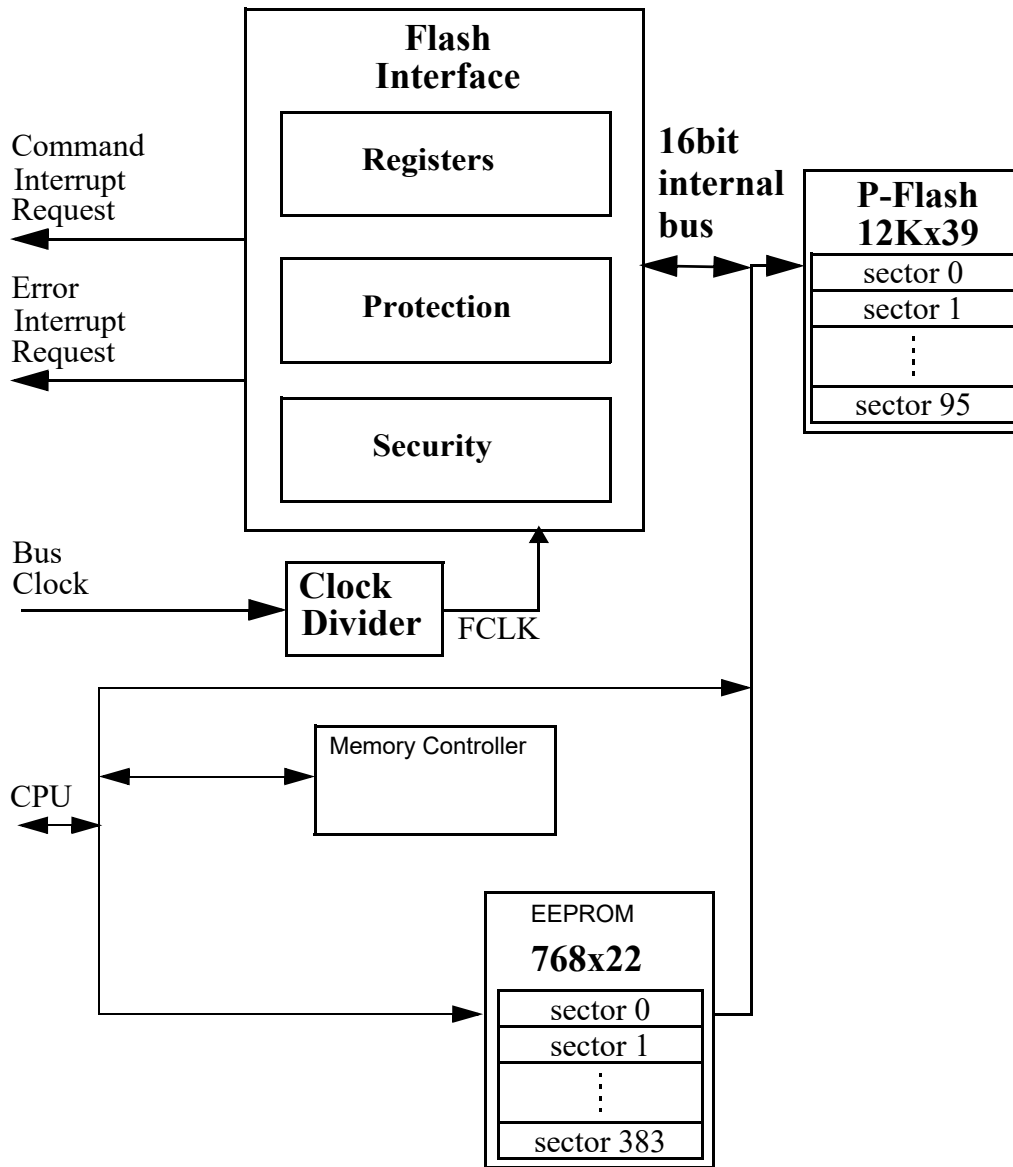 Flash
Interface
Registers
Protection
Security
Command
Interrupt
Request
Error
Interrupt
Request
16bit
internal
bus
P-Flash
12Kx39
sector 0
sector 1
sector 95
Bus
Clock
Clock
Divider
FCLK
Memory Controller
CPU
EEPROM
768x22
sector 0
sector 1
sector 383